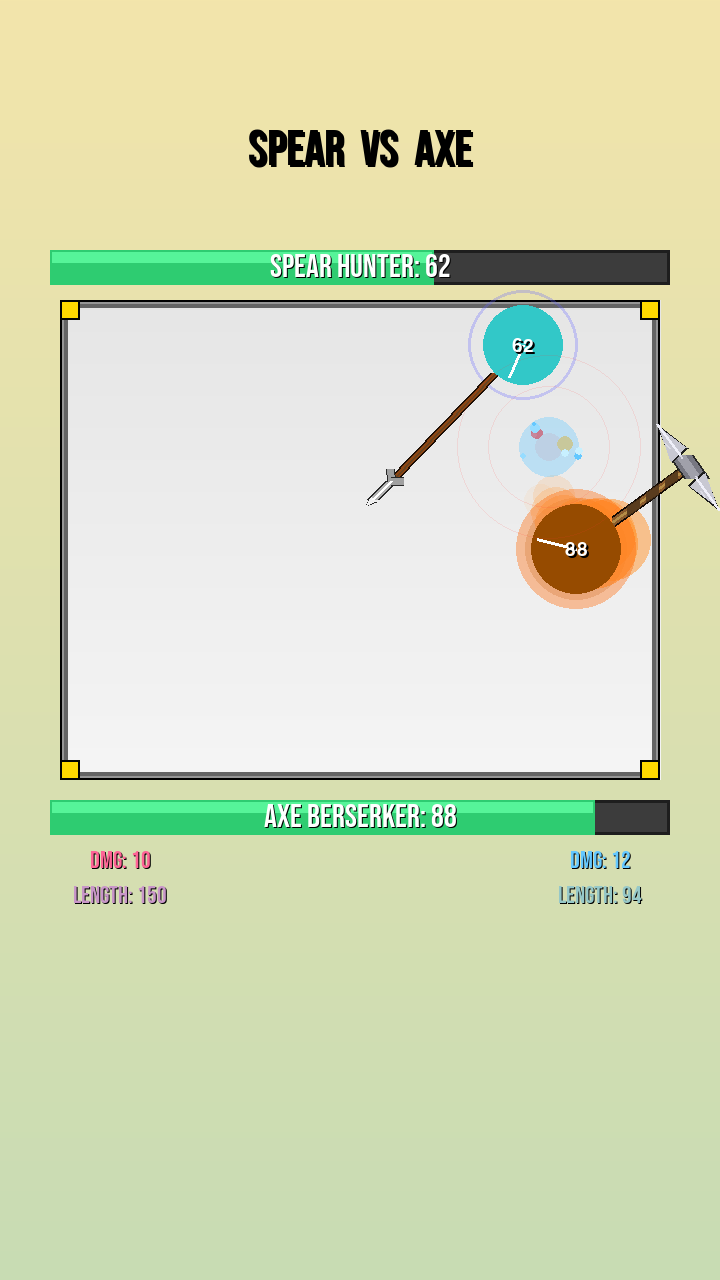 SPEAR VS AXE
SPEAR HUNTER: 62
62
88
AXE BERSERKER: 88
DMG: 10
DMG: 12
LENGTH: 150
LENGTH: 94